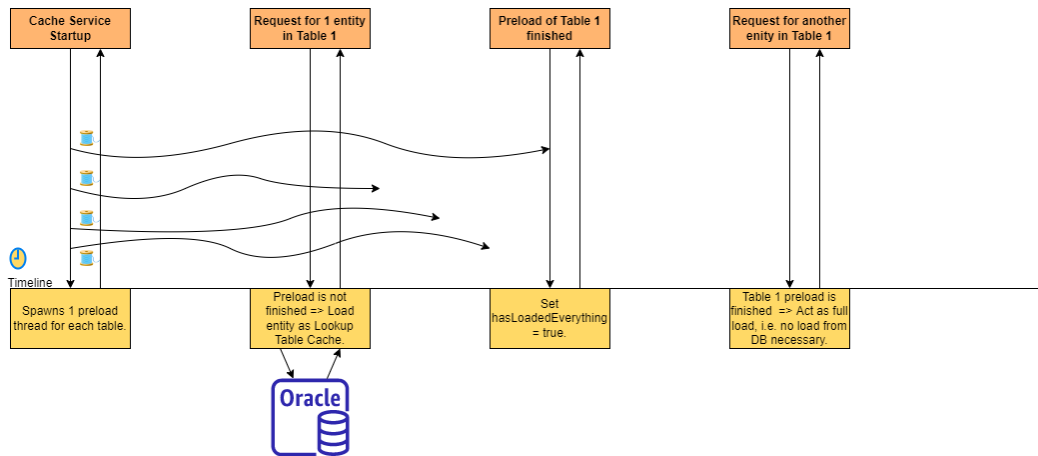 Cache Service
Startup
Request for 1 entity
in Table 1
Preload of Table 1
finished
Request for another
enity in Table 1
Timeline
Spawns 1 preload
thread for each table.
Preload is not
finished => Load
entity as Lookup
Table Cache.
Set
hasLoadedEverything
= true.
Table 1 preload is
finished => Act as full
load, i.e. no load from
DB necessary.
Oracle